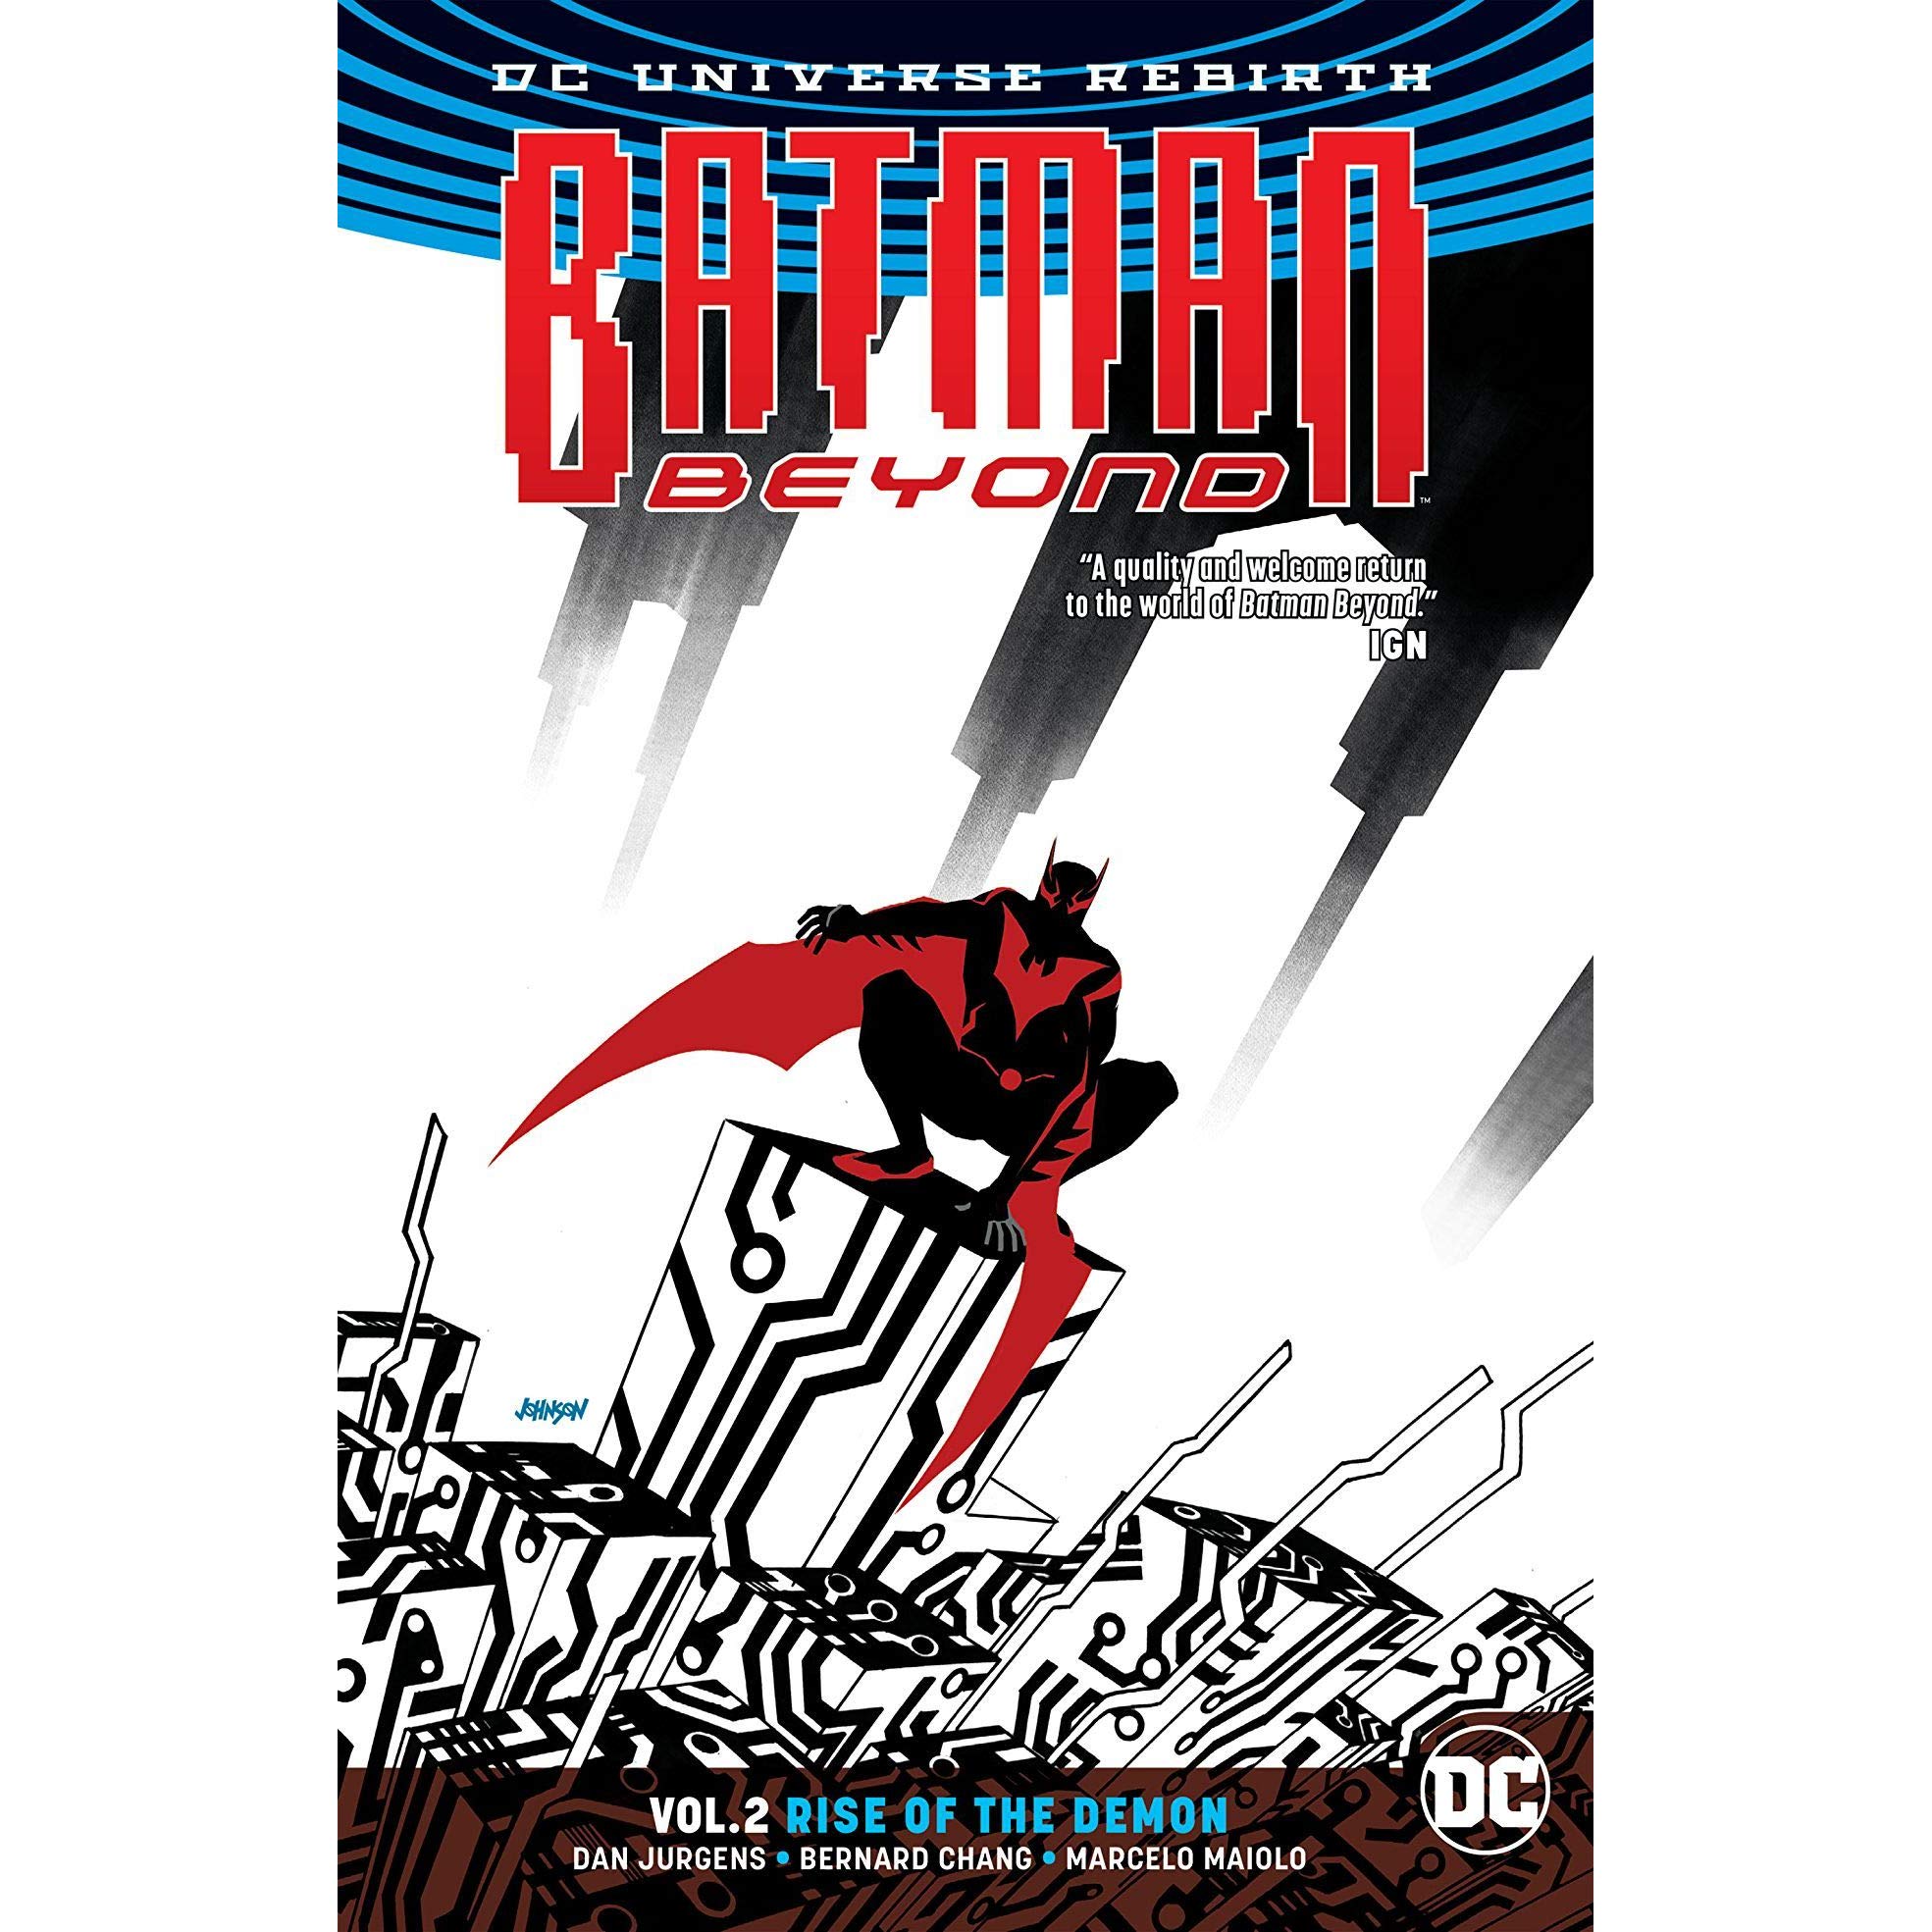 DC UNIVERSE REBIRTH
BATMAN
BEYOND
TM
“A quality and welcome return
to the world of Batman Beyond.”
IGN
JOHNSON
DC
VOL.2 RISE OF THE DEMON
DAN JURGENS • BERNARD CHANG • MARCELO MAIOLO